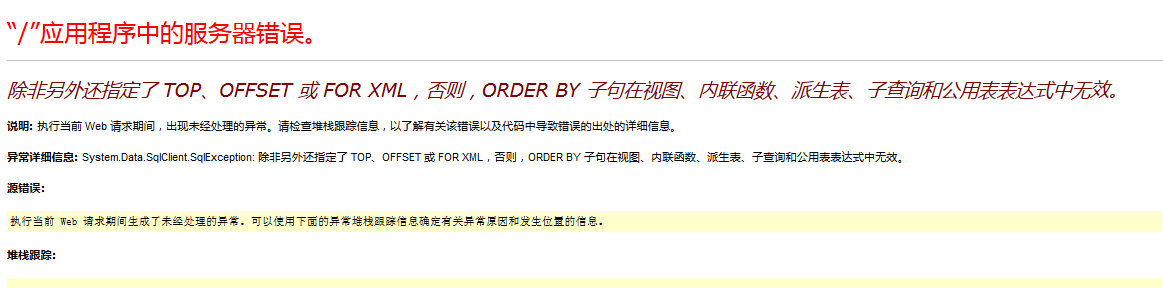 “/”应用程序中的服务器错误。
除非另外还指定了 TOP、OFFSET 或 FOR XML，否则，ORDER BY 子句在视图、内联函数、派生表、子查询和公用表表达式中无效。
说明: 执行当前 Web 请求期间，出现未经处理的异常。请检查堆栈跟踪信息，以了解有关该错误以及代码中导致错误的出处的详细信息。
异常详细信息: System.Data.SqlClient.SqlException: 除非另外还指定了 TOP、OFFSET 或 FOR XML，否则，ORDER BY 子句在视图、内联函数、派生表、子查询和公用表表达式中无效。
源错误:
执行当前 Web 请求期间生成了未经处理的异常。可以使用下面的异常堆栈跟踪信息确定有关异常原因和发生位置的信息。
堆栈跟踪: